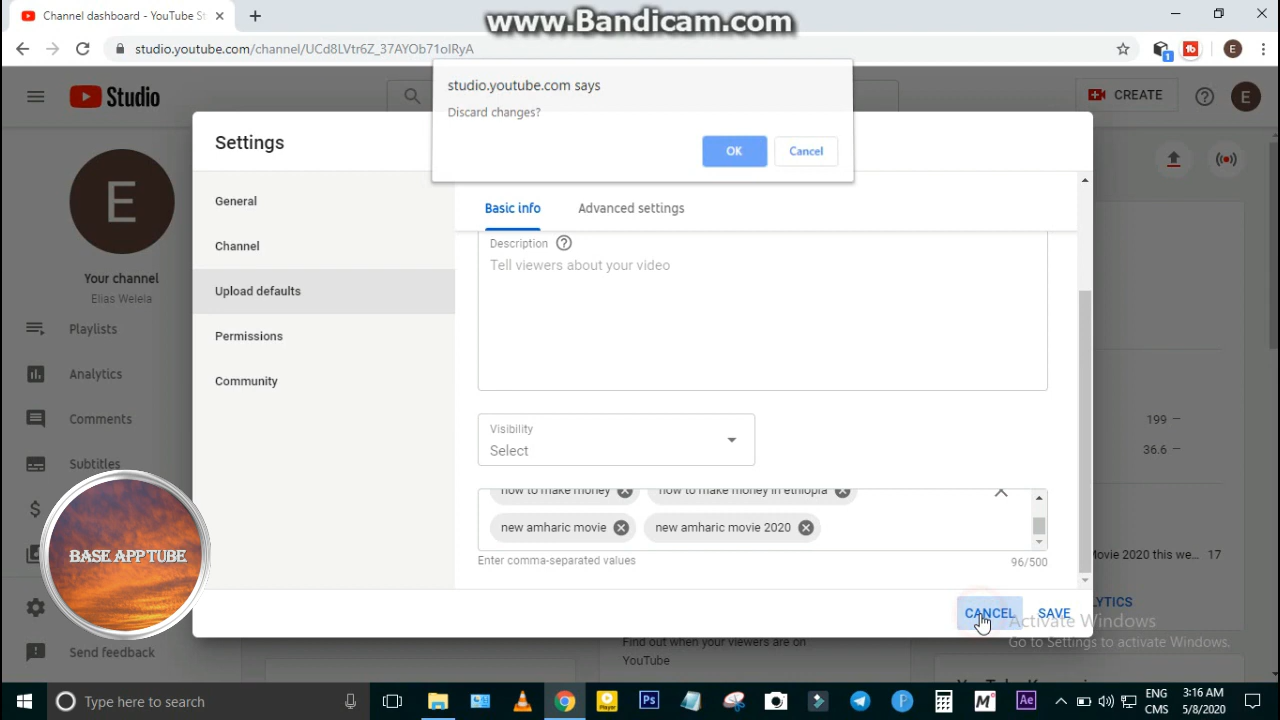 Channel dashboard - YouTube St
www.Bandicam.com
studio.youtube.com/channel/UCd8LVtr6Z_37AYOb71oIRyA
1
E
studio.youtube.com says
Discard changes?
OK
Cancel
Studio
CREATE
E
Settings
E
Your channel
Elias Welela
Playlists
Analytics
Comments
Subtitles
Send feedback
General
Channel
Upload defaults
Permissions
Community
Basic info
Advanced settings
Description
Tell viewers about your video
Visibility
Select
how to make money
how to make money in ethiopia
new amharic movie
new amharic movie 2020
Enter comma-separated values
96/500
CANCEL
SAVE
199
36.6
Movie 2020 this we... 17
LYTICS
Find out when your viewers are on
YouTube
BASE APP TUBE
Activate Windows
Go to Settings to activate Windows.
Type here to search
Player
Ps
P
M
Ae
ENG
CMS
3:16 AM
5/8/2020